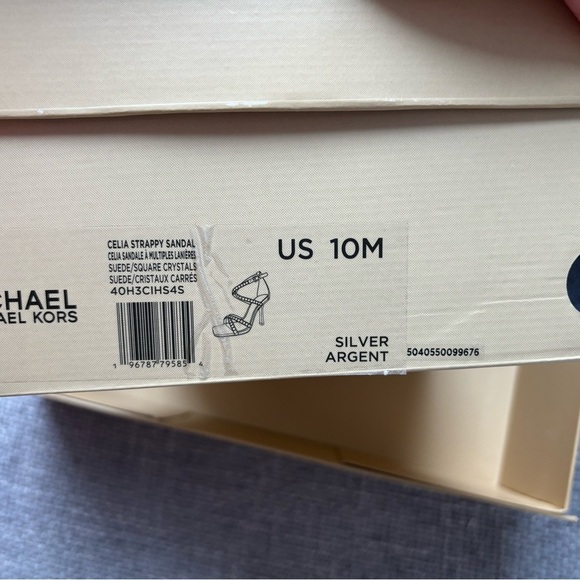 CELIA STRAPPY SANDAL
CELIA SANDALE À MULTIPLES LANIÈRES
SUEDE/SQUARE CRYSTALS
SUEDE/CRISTAUX CARRÉS
40H3CIHS4S
US 10M
CHAEL
AEL KORS
1 96787 79585 4
SILVER
ARGENT
5040550099676